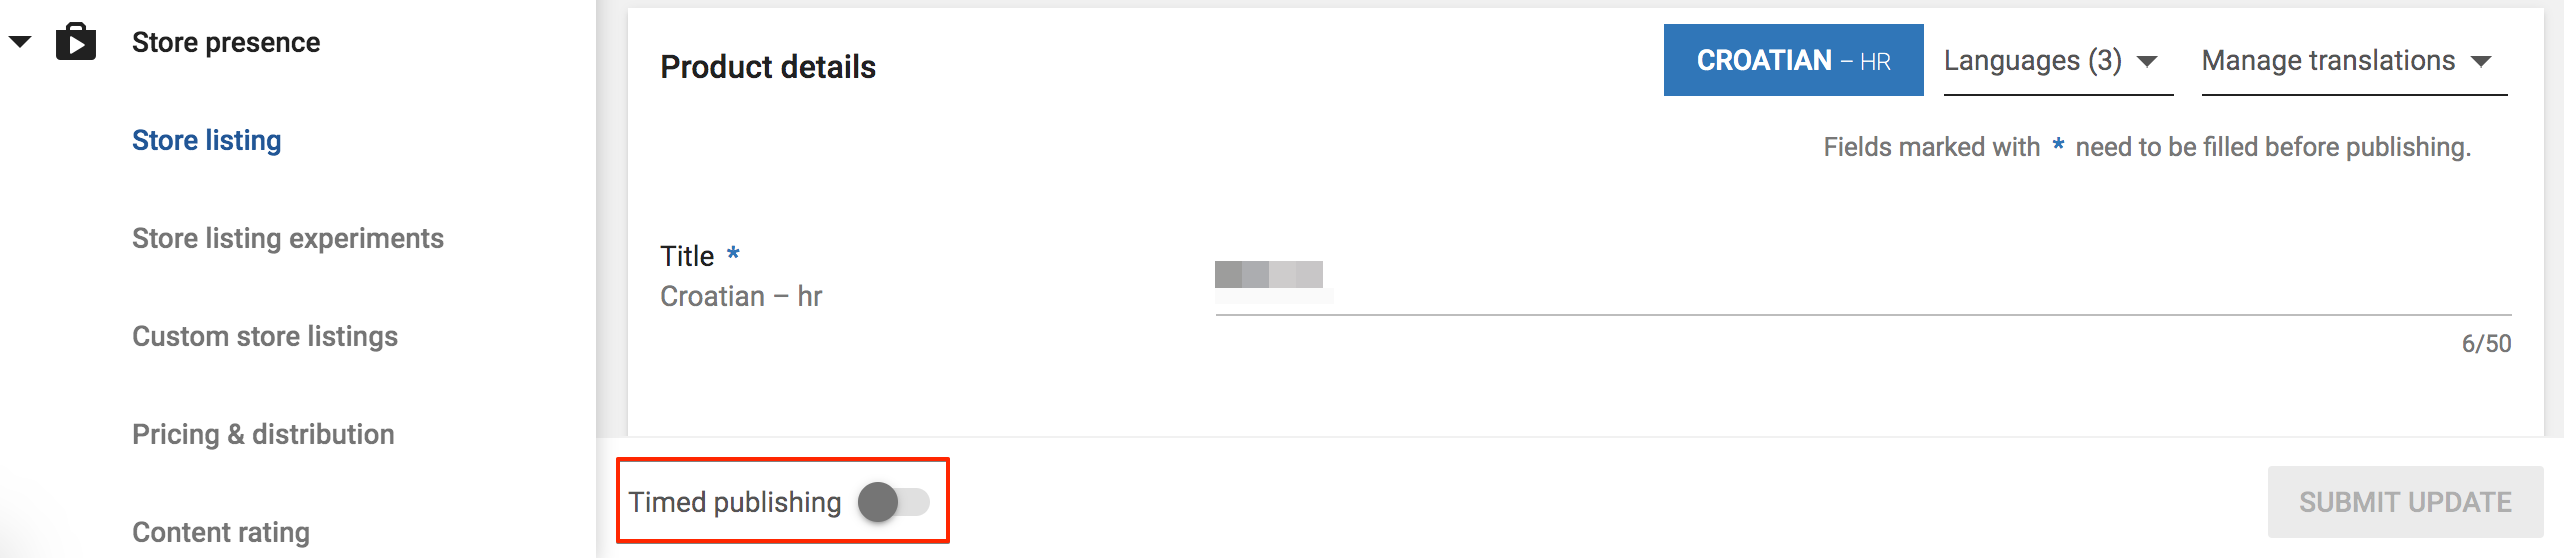 Store presence
Store listing
Store listing experiments
Custom store listings
Pricing & distribution
Content rating
Product details
CROATIAN – HR
Languages (3)
Manage translations
Fields marked with * need to be filled before publishing.
Title *
Croatian – hr
6/50
Timed publishing
SUBMIT UPDATE